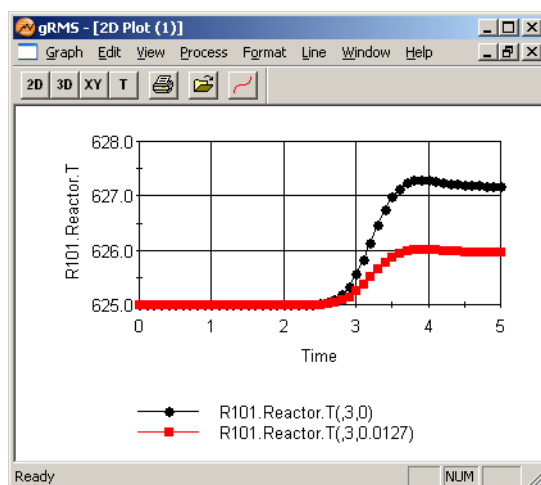 gRMS - [2D Plot (1)]
Graph Edit View Process Format Line Window Help
2D 3D XY T
628.0
627.0
626.0
625.0
R101.Reactor.T
0 1 2 3 4 5
Time
R101.Reactor.T(,3,0)
R101.Reactor.T(,3,0.0127)
Ready NUM